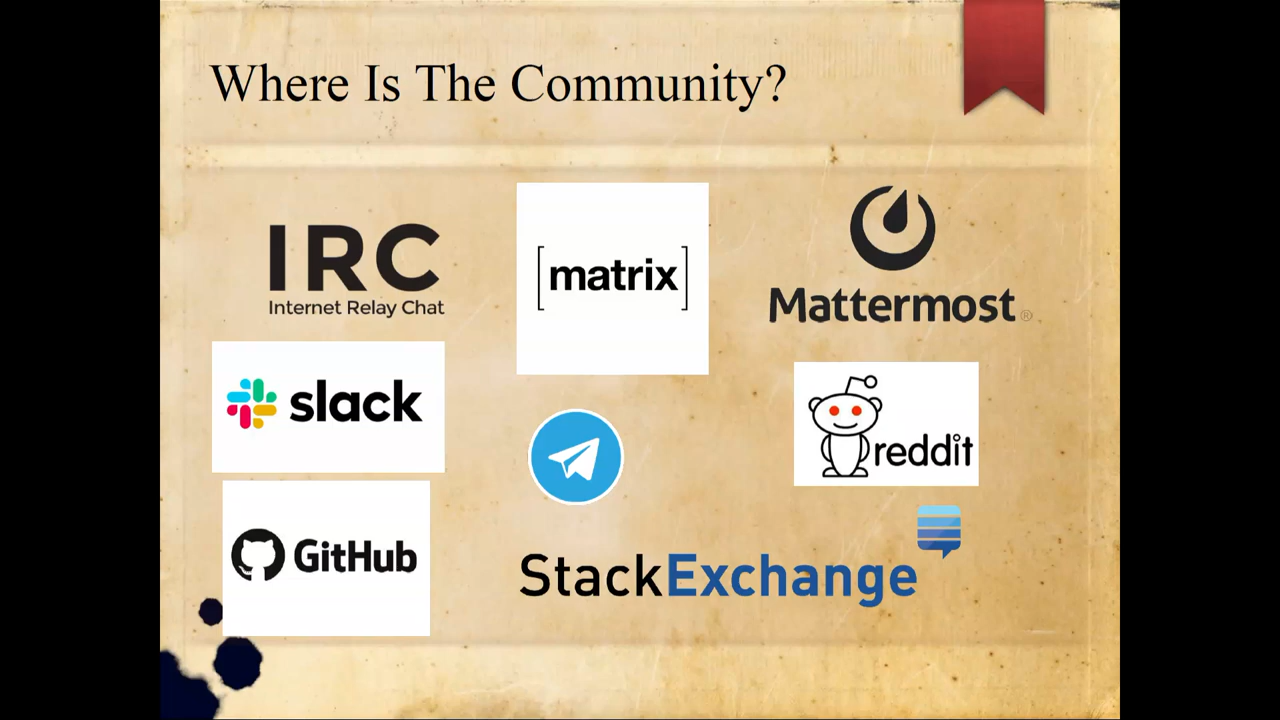 Where Is The Community?
IRC
Internet Relay Chat
[matrix]
Mattermost®
slack
reddit
GitHub
StackExchange